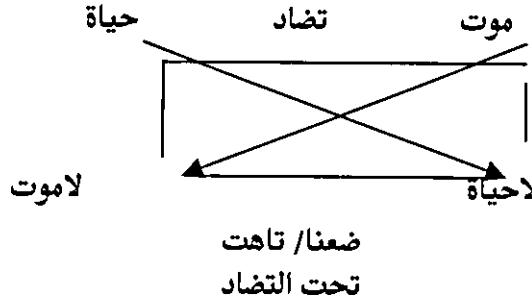 موت تضاد حياة
لاحياة لاموت
ضعنا/ تاهت
تحت التضاد